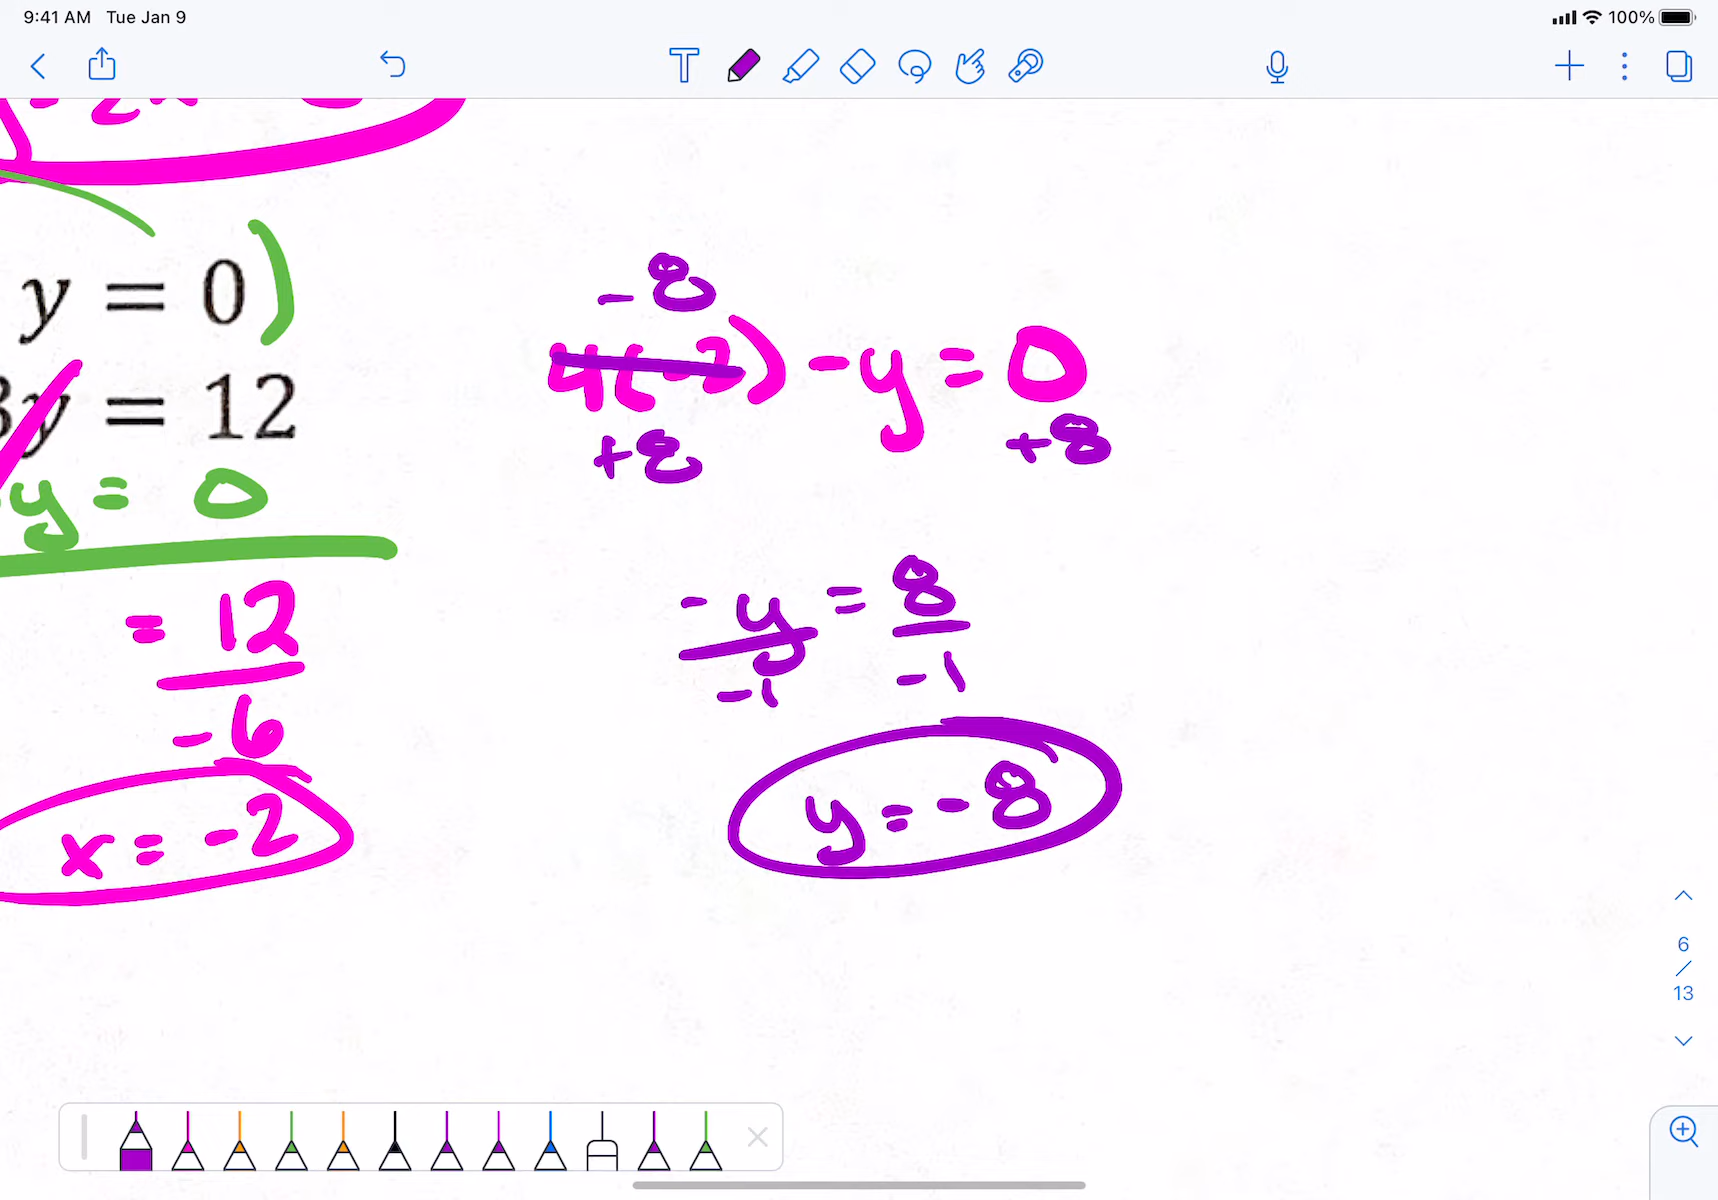 9:41 AM Tue Jan 9 100%
y = 0)
3y = 12
y = 0
= 12
-6
x = -2
-8
4(-2) - y = 0
+8 +8
-y = 8
-1 -1
y = -8
6
/
13